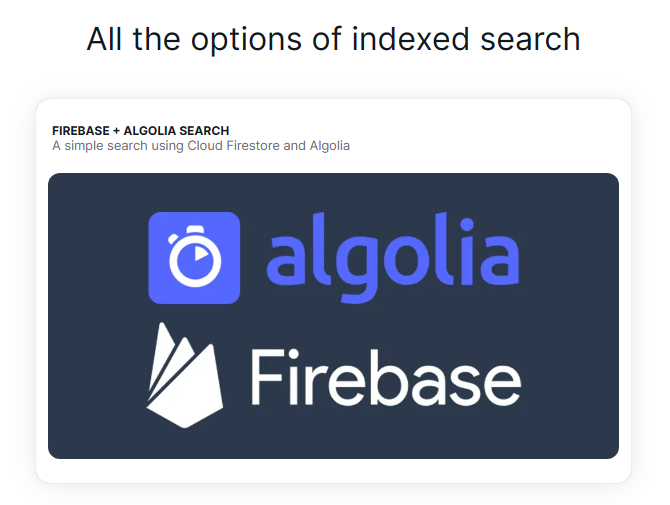 All the options of indexed search
FIREBASE + ALGOLIA SEARCH
A simple search using Cloud Firestore and Algolia
algolia
Firebase